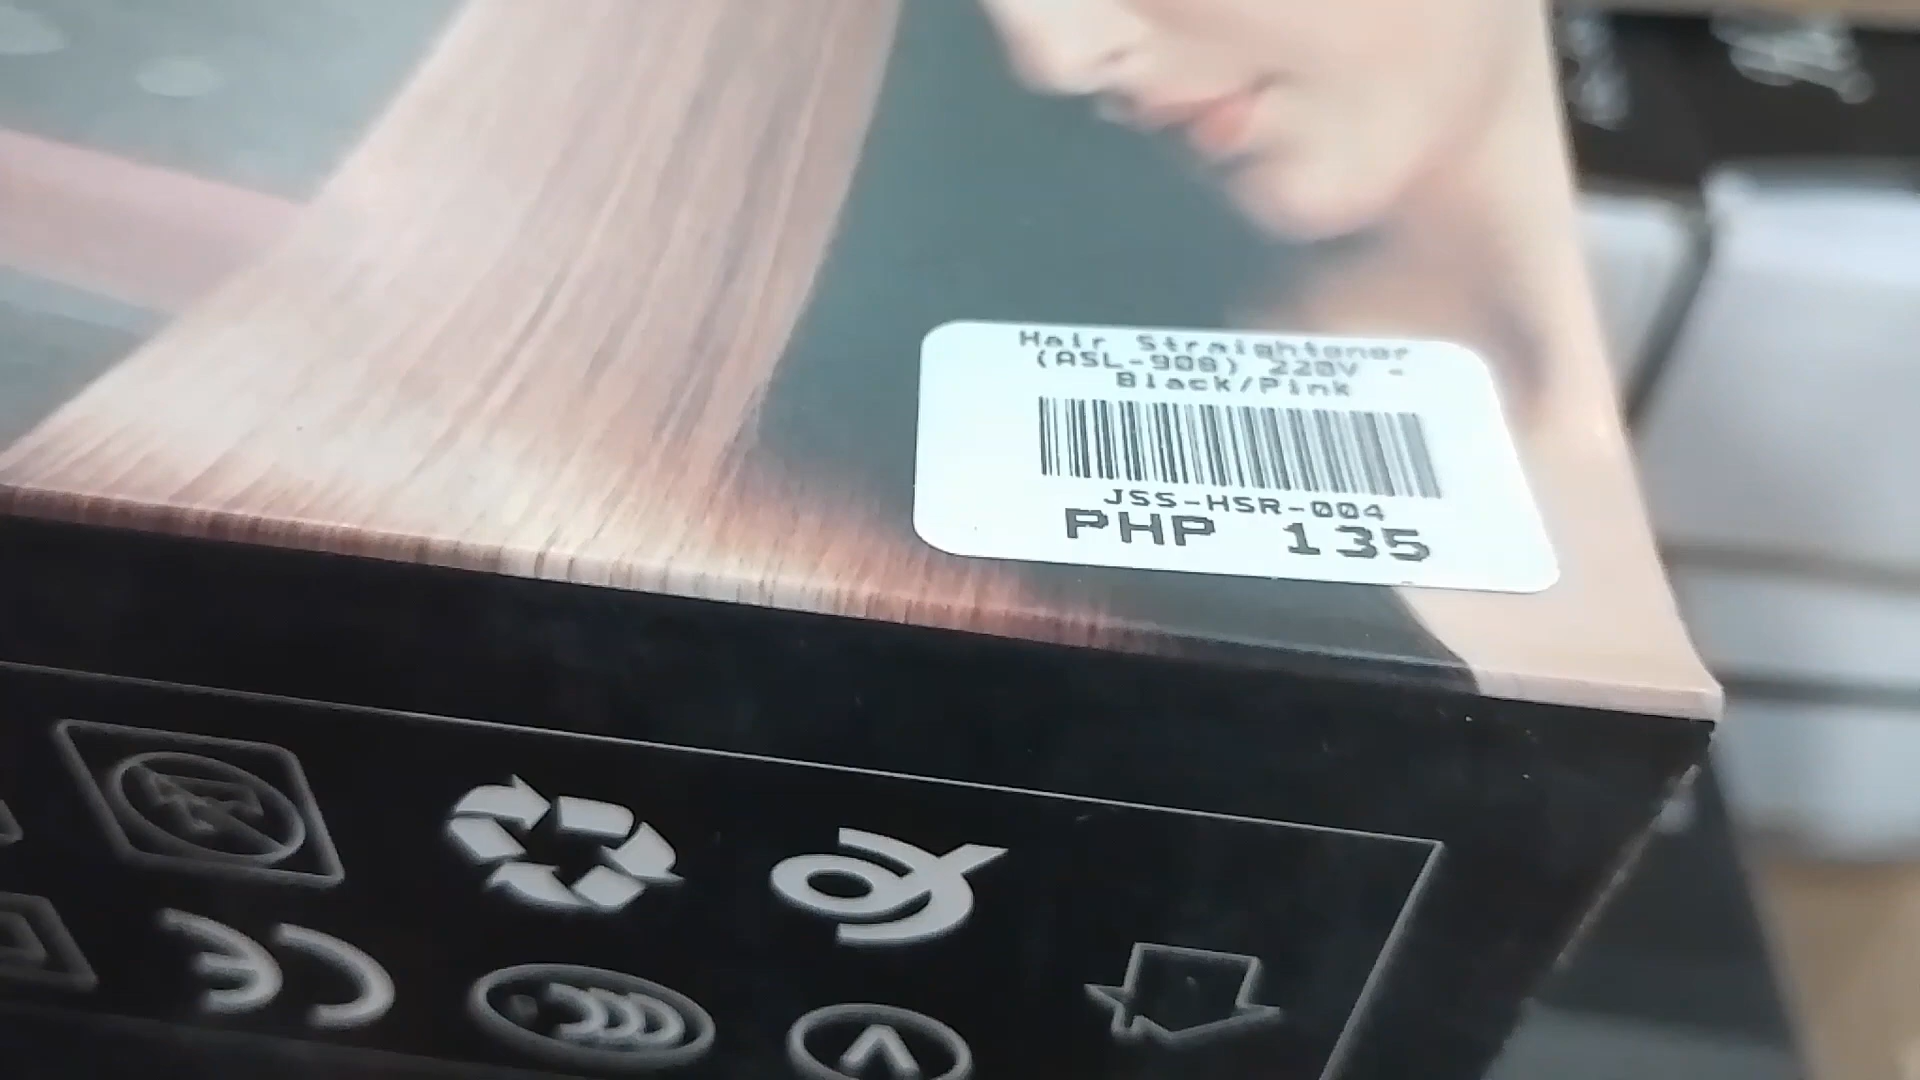 Hair Straightener
(ASL-908) 220V -
Black/Pink
JSS-HSR-004
PHP 135